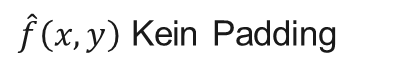 f̂(x, y) Kein Padding